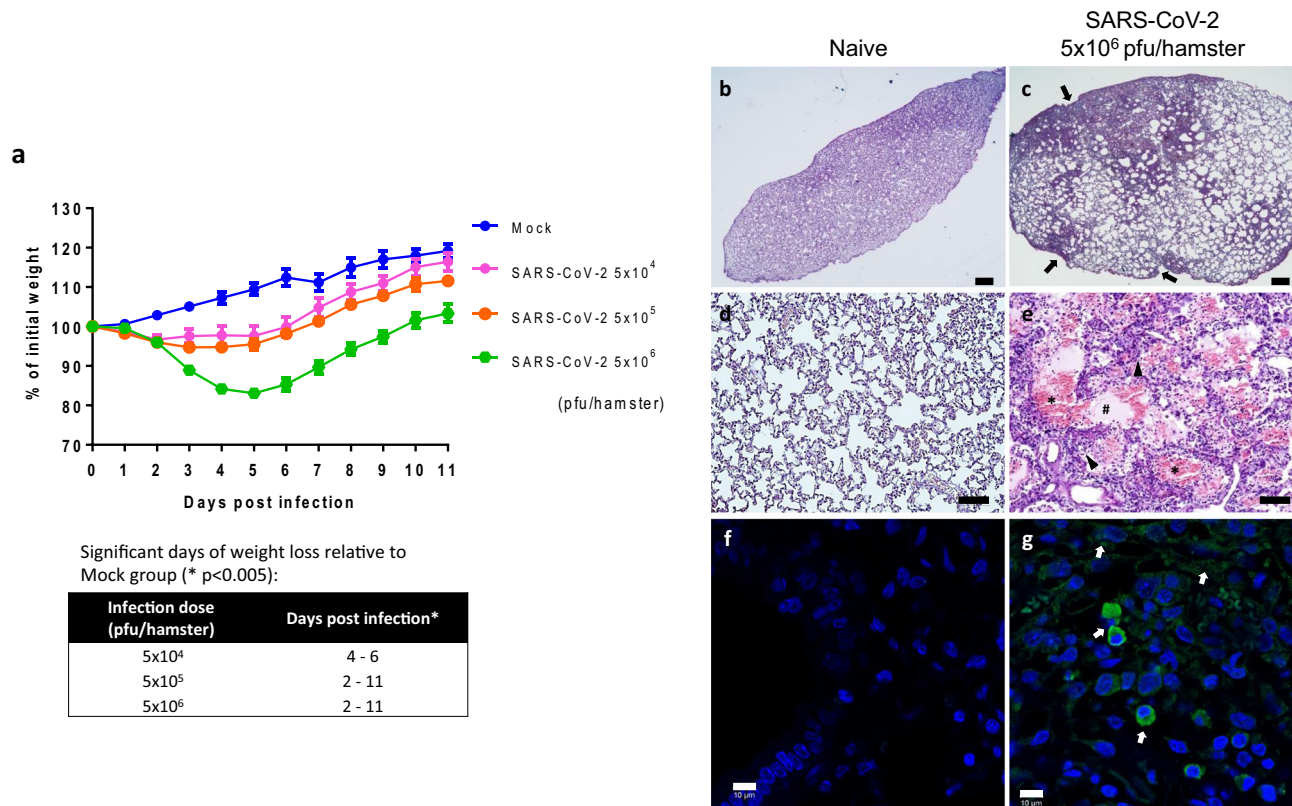 a
130
120
110
100
90
80
70
% of initial weight
0 1 2 3 4 5 6 7 8 9 10 11
Days post infection
Mock
SARS-CoV-2 5x10⁴
SARS-CoV-2 5x10⁵
SARS-CoV-2 5x10⁶
(pfu/hamster)
Significant days of weight loss relative to
Mock group (* p<0.005):
Infection dose
(pfu/hamster)
Days post infection*
5x10⁴ 4 - 6
5x10⁵ 2 - 11
5x10⁶ 2 - 11
Naive
SARS-CoV-2
5x10⁶ pfu/hamster
b
c
d
e
*
#
*
f
10 µm
g
10 µm